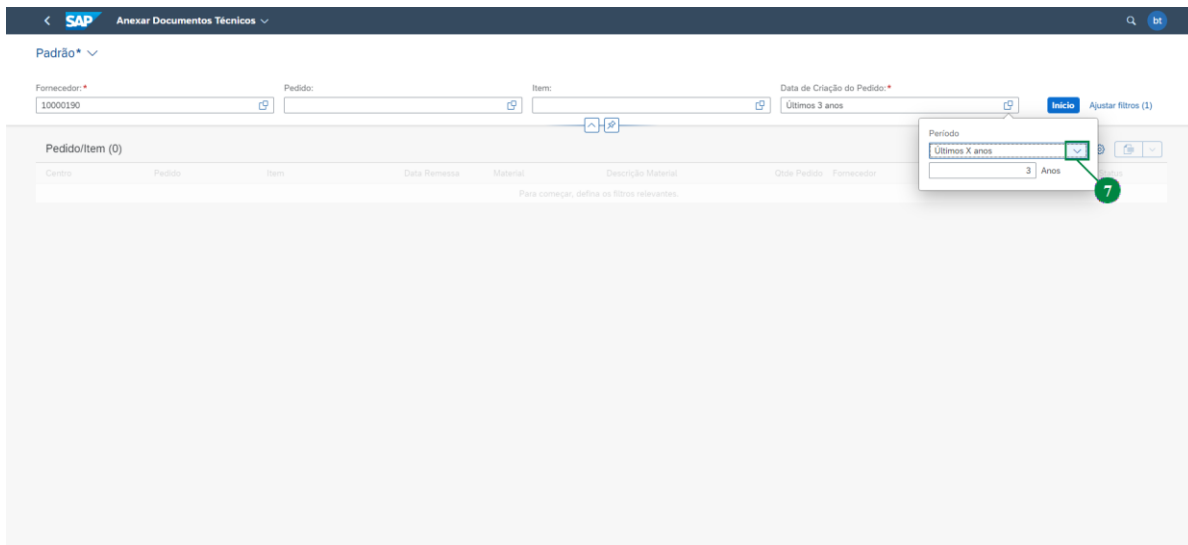 SAP Anexar Documentos Técnicos bt
Padrão*
Fornecedor:* Pedido: Item: Data de Criação do Pedido:*
10000190 Últimos 3 anos Início Ajustar filtros (1)
Período
Pedido/Item (0) Últimos X anos
Centro Pedido Item Data Remessa Material Descrição Material Qtde Pedido Fornecedor 3 Anos
Para começar, defina os filtros relevantes.
7